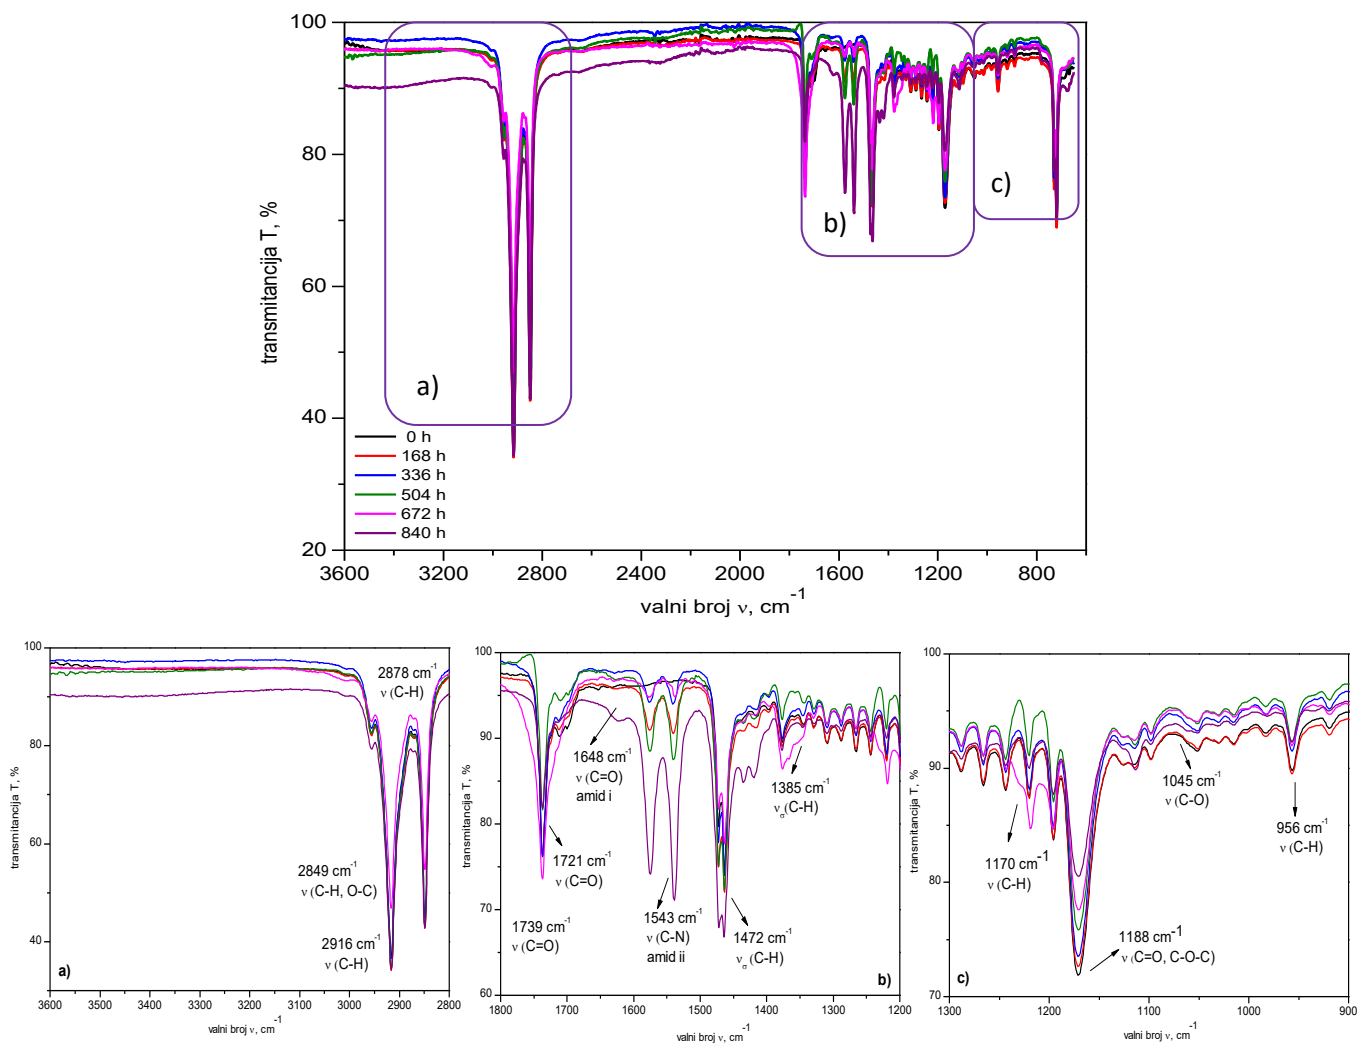 100
80
60
40
20
transmitancija T, %
a)
b)
c)
0 h
168 h
336 h
504 h
672 h
840 h
3600 3200 2800 2400 2000 1600 1200 800
valni broj ν, cm-1
100
80
60
40
transmitancija T, %
2878 cm-1
ν (C-H)
2849 cm-1
ν (C-H, O-C)
2916 cm-1
ν (C-H)
a)
3600 3500 3400 3300 3200 3100 3000 2900 2800
valni broj ν, cm-1
100
90
80
70
60
transmitancija T, %
1648 cm-1
ν (C=O)
amid i
1385 cm-1
νσ(C-H)
1721 cm-1
ν (C=O)
1739 cm-1
ν (C=O)
1543 cm-1
ν (C-N)
amid ii
1472 cm-1
νσ (C-H)
b)
1800 1700 1600 1500 1400 1300 1200
valni broj ν, cm-1
100
90
80
70
transmitancija T, %
1045 cm-1
ν (C-O)
956 cm-1
ν (C-H)
1170 cm-1
ν (C-H)
1188 cm-1
ν (C=O, C-O-C)
c)
1300 1200 1100 1000 900
valni broj ν, cm-1